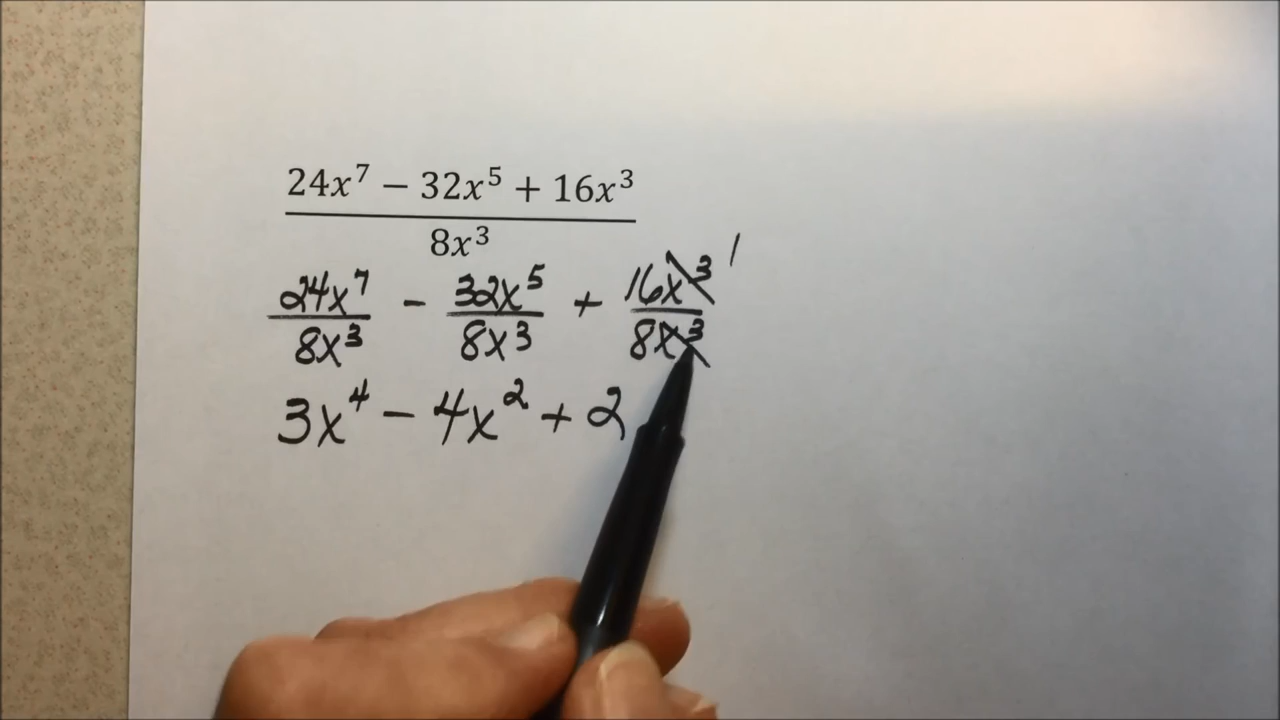 24x⁷ − 32x⁵ + 16x³
8x³
24x⁷ − 32x⁵ + 16x³ 1
8x³ 8x³ 8x³
3x⁴ − 4x² + 2